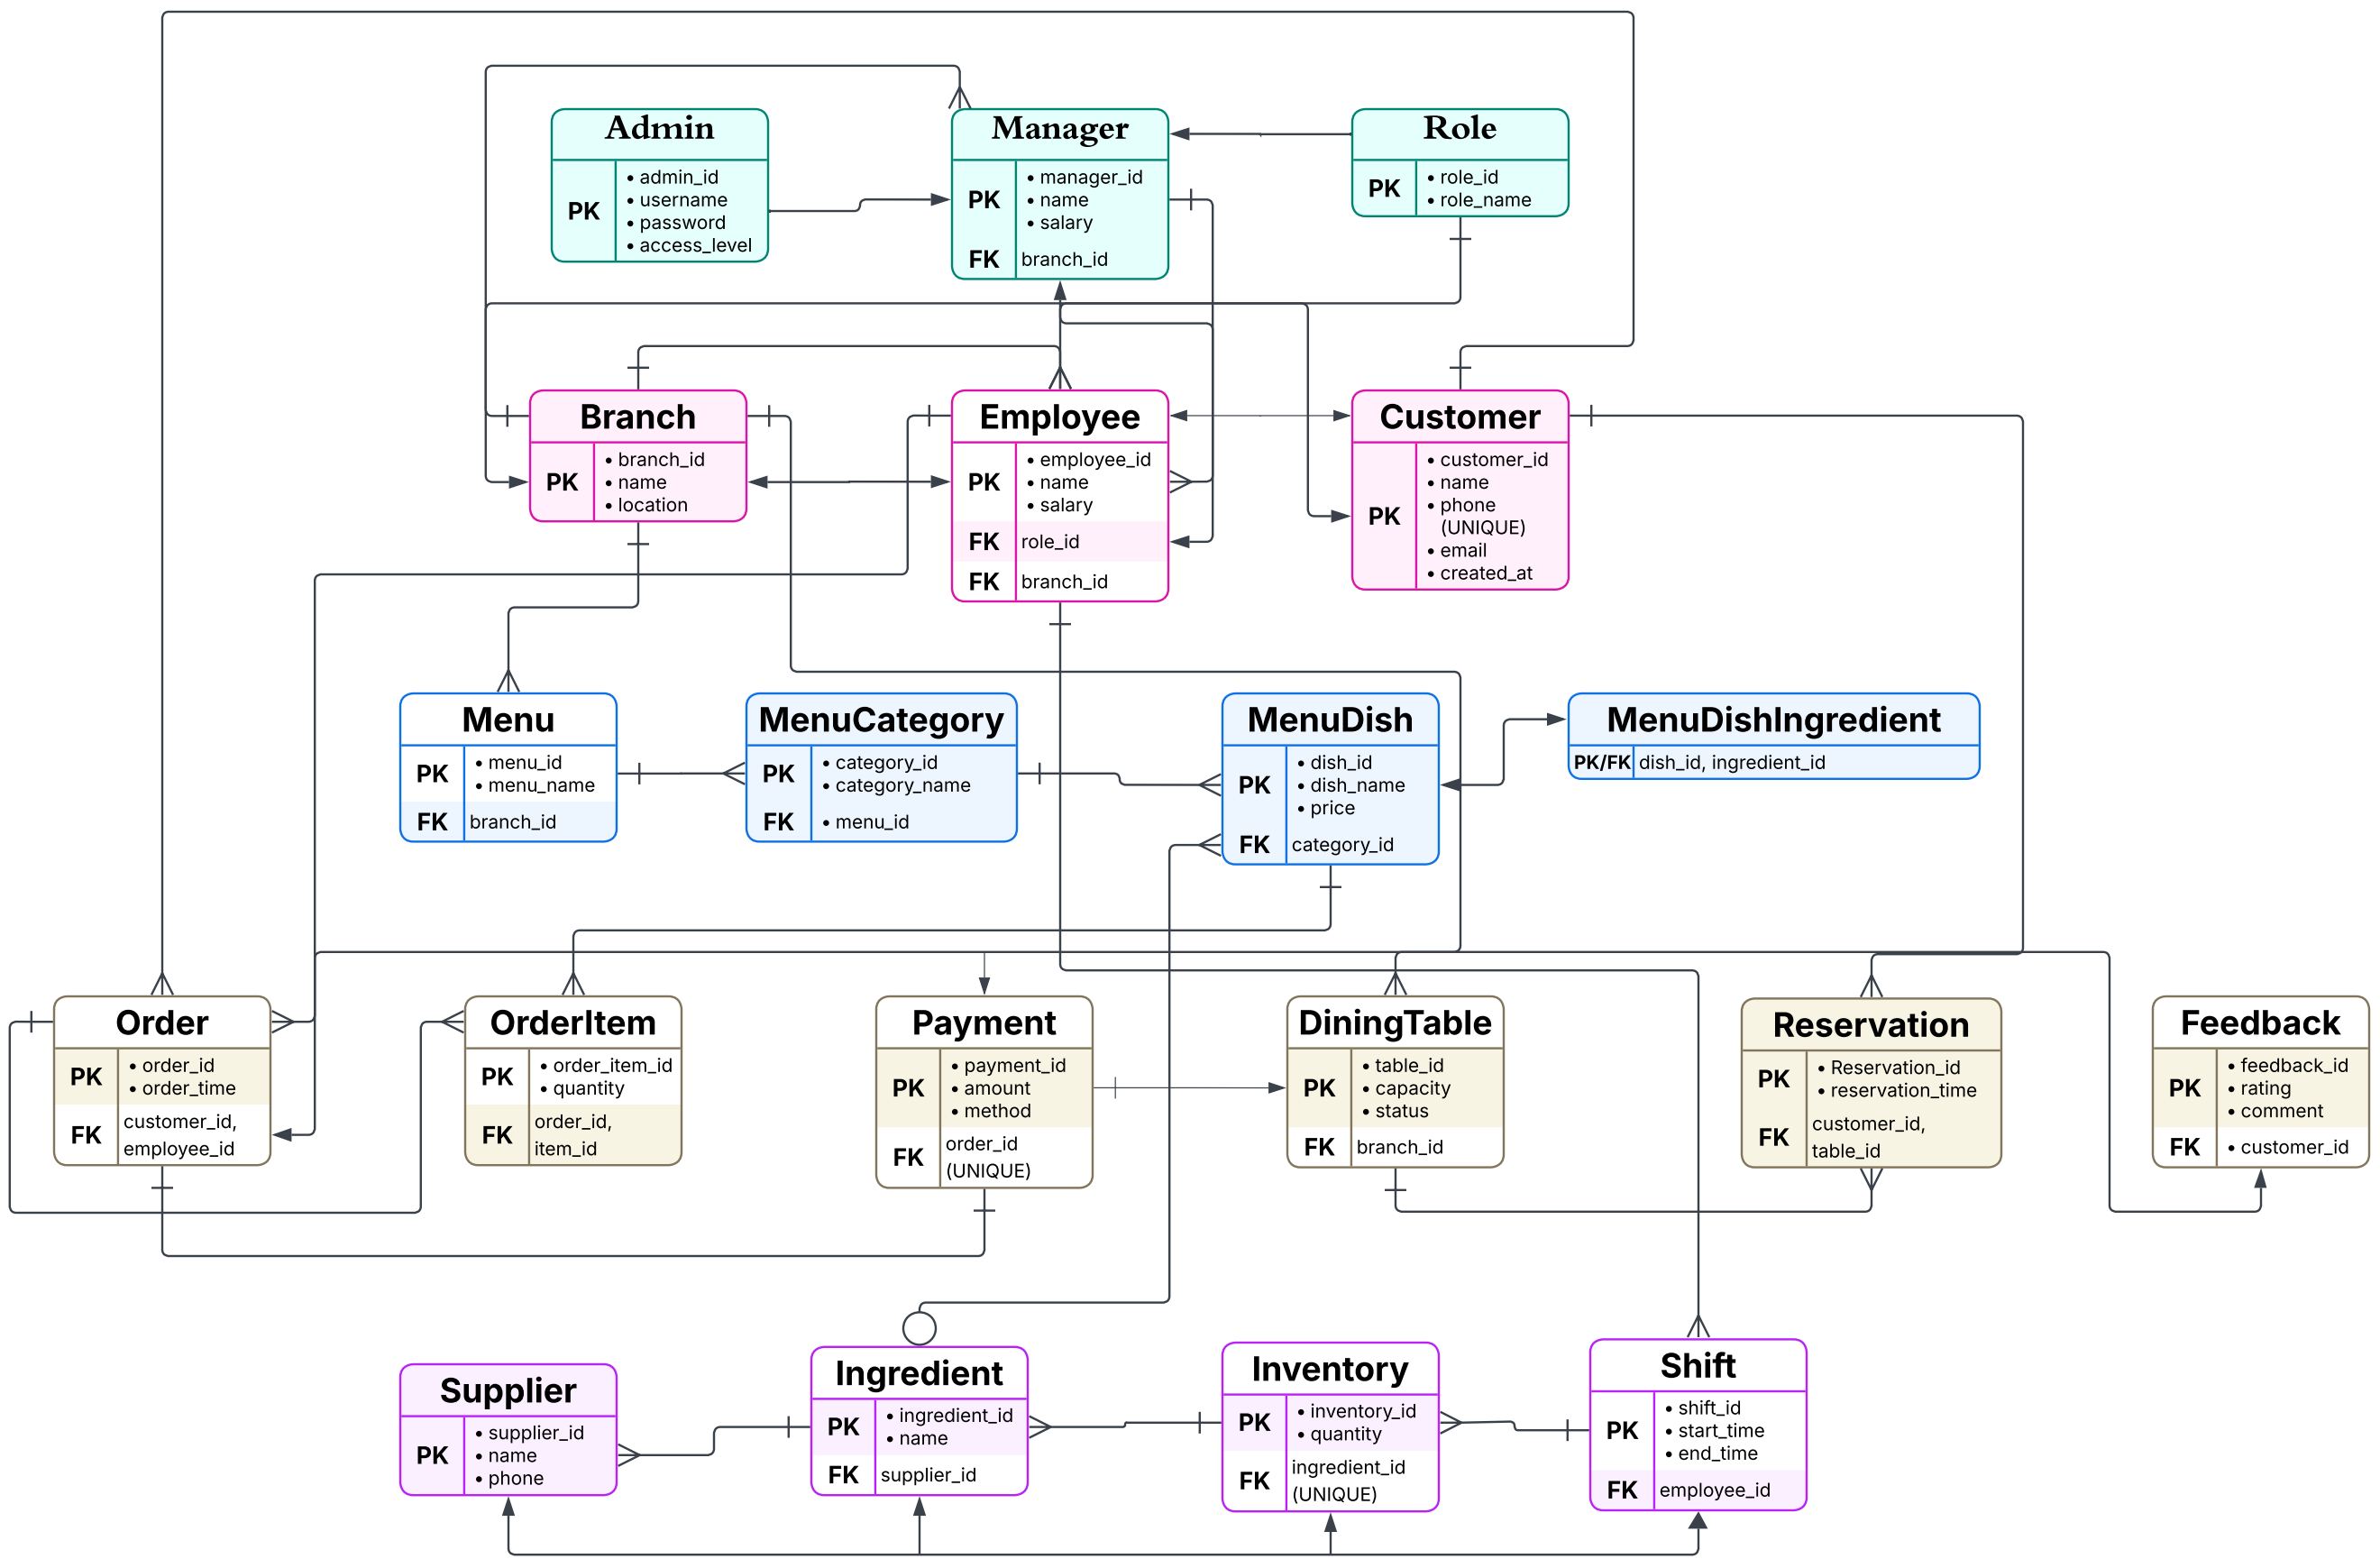 Admin
PK
• admin_id
• username
• password
• access_level
Manager
PK
• manager_id
• name
• salary
FK
branch_id
Role
PK
• role_id
• role_name
Branch
PK
• branch_id
• name
• location
Employee
PK
• employee_id
• name
• salary
FK
role_id
FK
branch_id
Customer
PK
• customer_id
• name
• phone
(UNIQUE)
• email
• created_at
Menu
PK
• menu_id
• menu_name
FK
branch_id
MenuCategory
PK
• category_id
• category_name
FK
• menu_id
MenuDish
PK
• dish_id
• dish_name
• price
FK
category_id
MenuDishIngredient
PK/FK
dish_id, ingredient_id
Order
PK
• order_id
• order_time
FK
customer_id,
employee_id
OrderItem
PK
• order_item_id
• quantity
FK
order_id,
item_id
Payment
PK
• payment_id
• amount
• method
FK
order_id
(UNIQUE)
DiningTable
PK
• table_id
• capacity
• status
FK
branch_id
Reservation
PK
• Reservation_id
• reservation_time
FK
customer_id,
table_id
Feedback
PK
• feedback_id
• rating
• comment
FK
• customer_id
Supplier
PK
• supplier_id
• name
• phone
Ingredient
PK
• ingredient_id
• name
FK
supplier_id
Inventory
PK
• inventory_id
• quantity
FK
ingredient_id
(UNIQUE)
Shift
PK
• shift_id
• start_time
• end_time
FK
employee_id